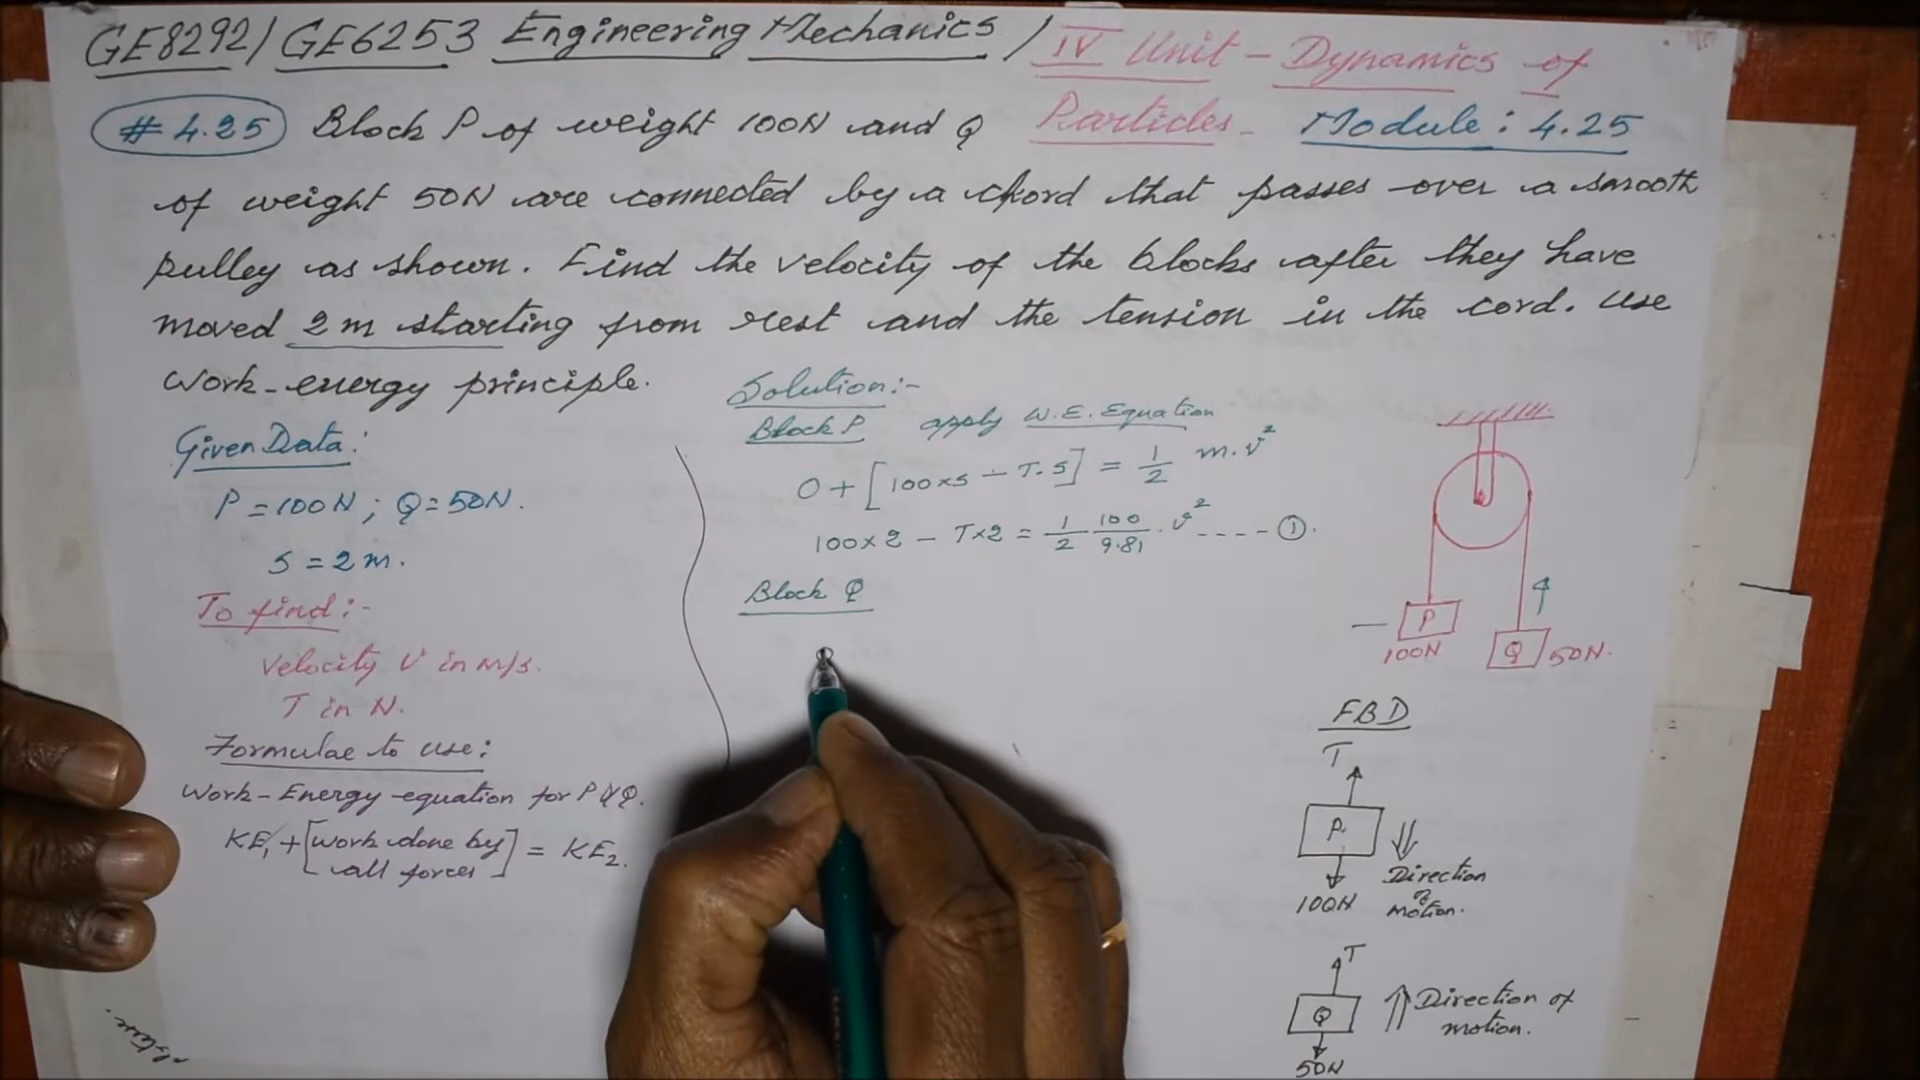 GE8292/GE6253 Engineering Mechanics / IV Unit - Dynamics of
Particles.
Module: 4.25
# 4.25 Block P of weight 100N and Q
of weight 50N are connected by a chord that passes over a smooth
pulley as shown. Find the velocity of the blocks after they have
moved 2m starting from rest and the tension in the cord. Use
work-energy principle.
Given Data:
P = 100N ; Q = 50N.
S = 2m.
To find:-
Velocity V in m/s.
T in N.
Formulae to use:
Work-Energy equation for P & Q.
KE1 + [work done by all forces] = KE2.
Solution:-
Block P apply W.E. Equation
0 + [100×s - T.s] = 1/2 m.v²
100×2 - T×2 = 1/2 100/9.81 . v² ---- ①.
Block Q
P
100N
Q
50N.
FBD
T
P.
100N
Direction
of
motion.
T
Q
50N
Direction of
motion.